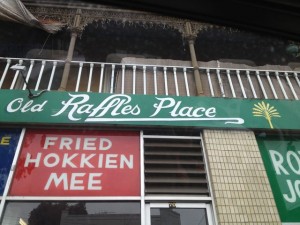 Old Raffles Place
FRIED
HOKKIEN
MEE